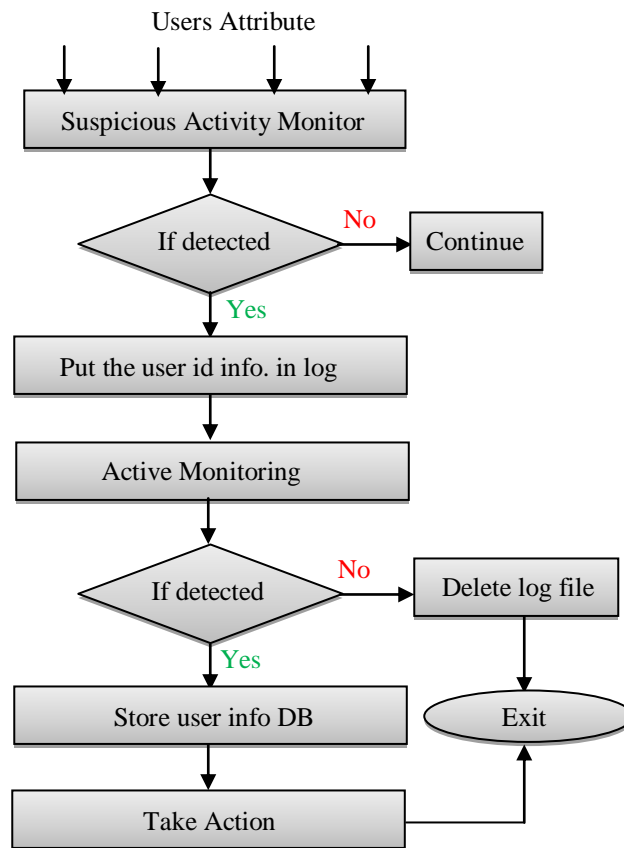 Users Attribute
Suspicious Activity Monitor
If detected
No
Continue
Yes
Put the user id info. in log
Active Monitoring
If detected
No
Delete log file
Yes
Store user info DB
Exit
Take Action